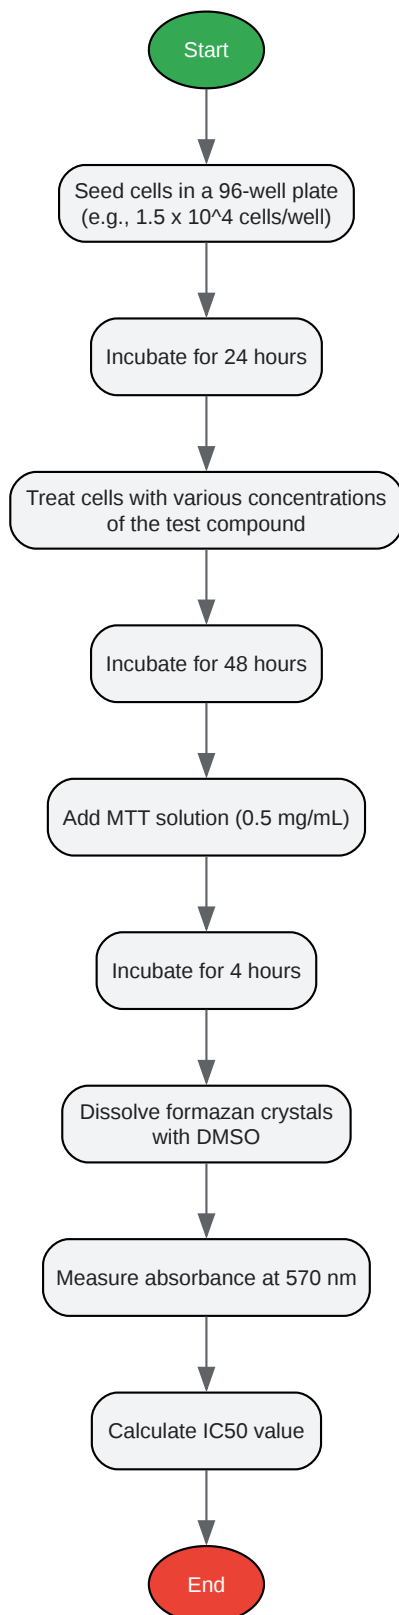 Start
Seed cells in a 96-well plate
(e.g., 1.5 x 10^4 cells/well)
Incubate for 24 hours
Treat cells with various concentrations
of the test compound
Incubate for 48 hours
Add MTT solution (0.5 mg/mL)
Incubate for 4 hours
Dissolve formazan crystals
with DMSO
Measure absorbance at 570 nm
Calculate IC50 value
End